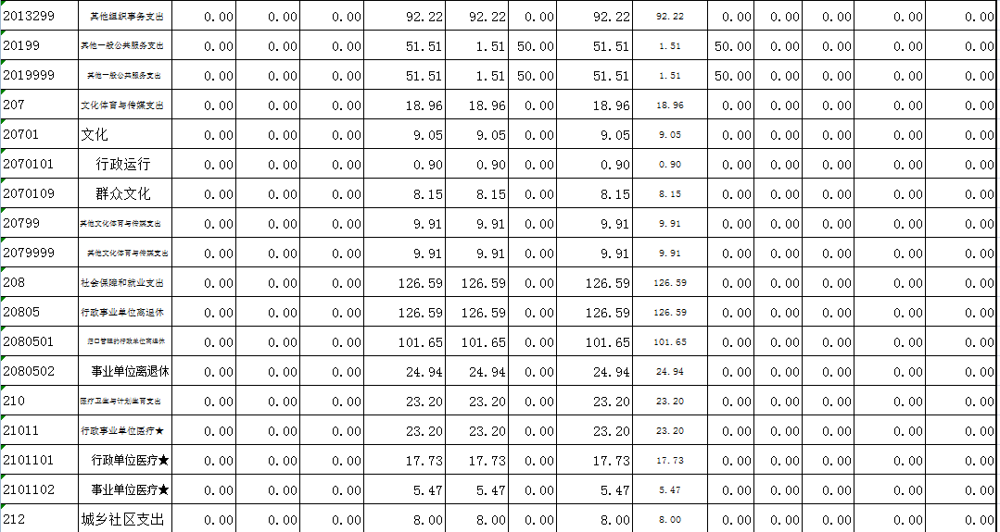 2013299 其他组织事务支出 0.00 0.00 0.00 92.22 92.22 0.00 92.22 92.22 0.00 0.00 0.00 0.00 0.00
20199 其他一般公共服务支出 0.00 0.00 0.00 51.51 1.51 50.00 51.51 1.51 50.00 0.00 0.00 0.00 0.00
2019999 其他一般公共服务支出 0.00 0.00 0.00 51.51 1.51 50.00 51.51 1.51 50.00 0.00 0.00 0.00 0.00
207 文化体育与传媒支出 0.00 0.00 0.00 18.96 18.96 0.00 18.96 18.96 0.00 0.00 0.00 0.00 0.00
20701 文化 0.00 0.00 0.00 9.05 9.05 0.00 9.05 9.05 0.00 0.00 0.00 0.00 0.00
2070101 行政运行 0.00 0.00 0.00 0.90 0.90 0.00 0.90 0.90 0.00 0.00 0.00 0.00 0.00
2070109 群众文化 0.00 0.00 0.00 8.15 8.15 0.00 8.15 8.15 0.00 0.00 0.00 0.00 0.00
20799 其他文化体育与传媒支出 0.00 0.00 0.00 9.91 9.91 0.00 9.91 9.91 0.00 0.00 0.00 0.00 0.00
2079999 其他文化体育与传媒支出 0.00 0.00 0.00 9.91 9.91 0.00 9.91 9.91 0.00 0.00 0.00 0.00 0.00
208 社会保障和就业支出 0.00 0.00 0.00 126.59 126.59 0.00 126.59 126.59 0.00 0.00 0.00 0.00 0.00
20805 行政事业单位离退休 0.00 0.00 0.00 126.59 126.59 0.00 126.59 126.59 0.00 0.00 0.00 0.00 0.00
2080501 归口管理的行政单位离退休 0.00 0.00 0.00 101.65 101.65 0.00 101.65 101.65 0.00 0.00 0.00 0.00 0.00
2080502 事业单位离退休 0.00 0.00 0.00 24.94 24.94 0.00 24.94 24.94 0.00 0.00 0.00 0.00 0.00
210 医疗卫生与计划生育支出 0.00 0.00 0.00 23.20 23.20 0.00 23.20 23.20 0.00 0.00 0.00 0.00 0.00
21011 行政事业单位医疗★ 0.00 0.00 0.00 23.20 23.20 0.00 23.20 23.20 0.00 0.00 0.00 0.00 0.00
2101101 行政单位医疗★ 0.00 0.00 0.00 17.73 17.73 0.00 17.73 17.73 0.00 0.00 0.00 0.00 0.00
2101102 事业单位医疗★ 0.00 0.00 0.00 5.47 5.47 0.00 5.47 5.47 0.00 0.00 0.00 0.00 0.00
212 城乡社区支出 0.00 0.00 0.00 8.00 8.00 0.00 8.00 8.00 0.00 0.00 0.00 0.00 0.00